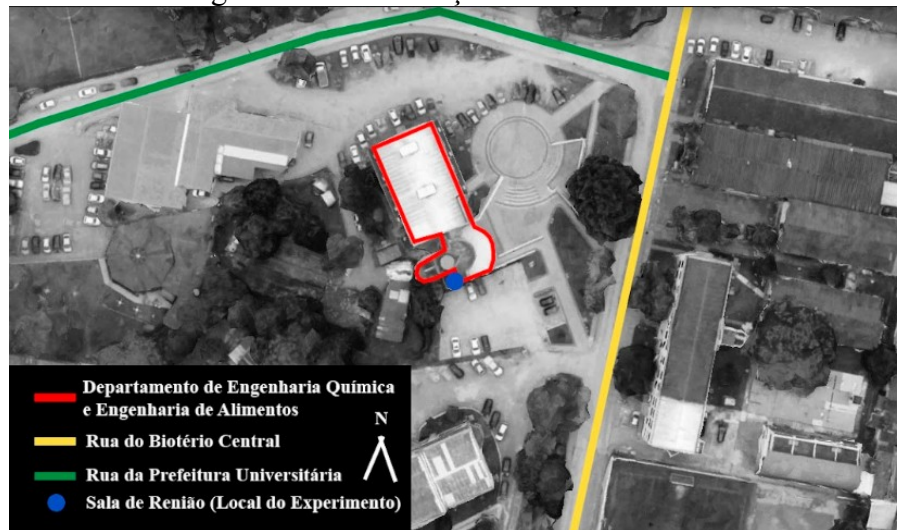 Departamento de Engenharia Química
e Engenharia de Alimentos
N
Rua do Biotério Central
Rua da Prefeitura Universitária
Sala de Renião (Local do Experimento)